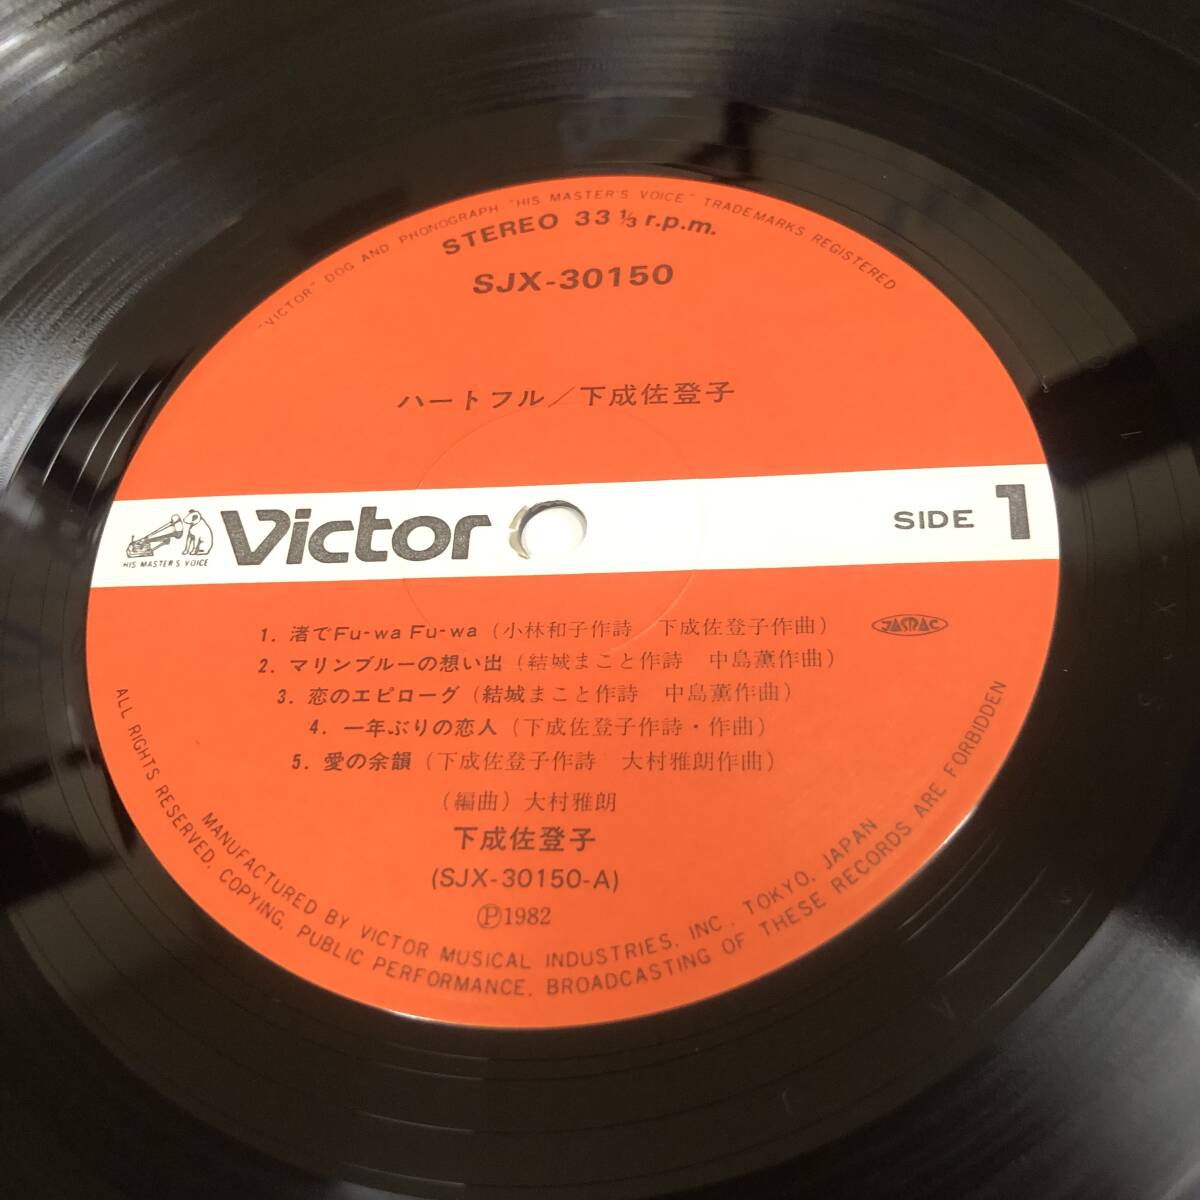 "VICTOR" DOG AND PHONOGRAPH "HIS MASTER'S VOICE" TRADEMARKS REGISTERED
STEREO 33 ⅓ r.p.m.
SJX-30150
ハートフル/下成佐登子
HIS MASTER'S VOICE
Victor
SIDE 1
1. 渚でFu-wa Fu-wa (小林和子作詩 下成佐登子作曲)
JASRAC
2. マリンブルーの想い出 (結城まこと作詩 中島薫作曲)
3. 恋のエピローグ (結城まこと作詩 中島薫作曲)
4. 一年ぶりの恋人 (下成佐登子作詩・作曲)
5. 愛の余韻 (下成佐登子作詩 大村雅朗作曲)
(編曲) 大村雅朗
下成佐登子
(SJX-30150-A)
Ⓟ1982
MANUFACTURED BY VICTOR MUSICAL INDUSTRIES, INC., TOKYO, JAPAN
ALL RIGHTS RESERVED. COPYING, PUBLIC PERFORMANCE, BROADCASTING OF THESE RECORDS ARE FORBIDDEN